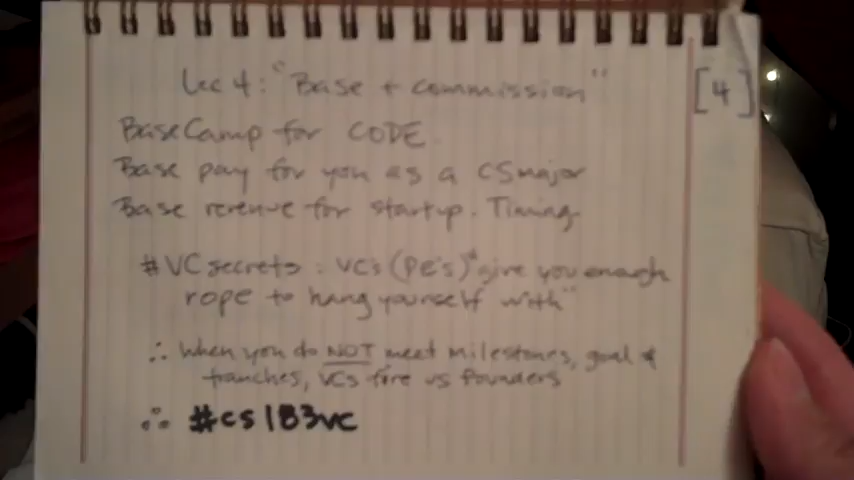 Lec 4: "Base + commission"
[4]
BaseCamp for CODE.
Base pay for you as a CS major
Base revenue for startup. Timing
#VC secrets: VC's (PE's) "give you enough
rope to hang yourself with"
∴ When you do NOT meet milestones, goal &
tranches, VCs fire us founders
∴ #cs183vc